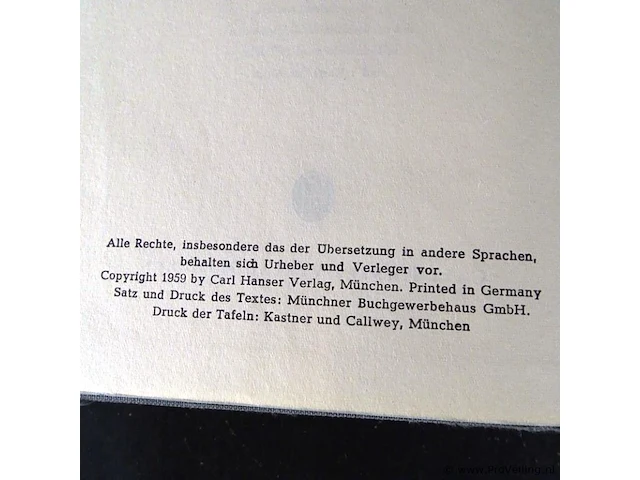 Alle Rechte, insbesondere das der Übersetzung in andere Sprachen,
behalten sich Urheber und Verleger vor.
Copyright 1959 by Carl Hanser Verlag, München. Printed in Germany
Satz und Druck des Textes: Münchner Buchgewerbehaus GmbH.
Druck der Tafeln: Kastner und Callwey, München